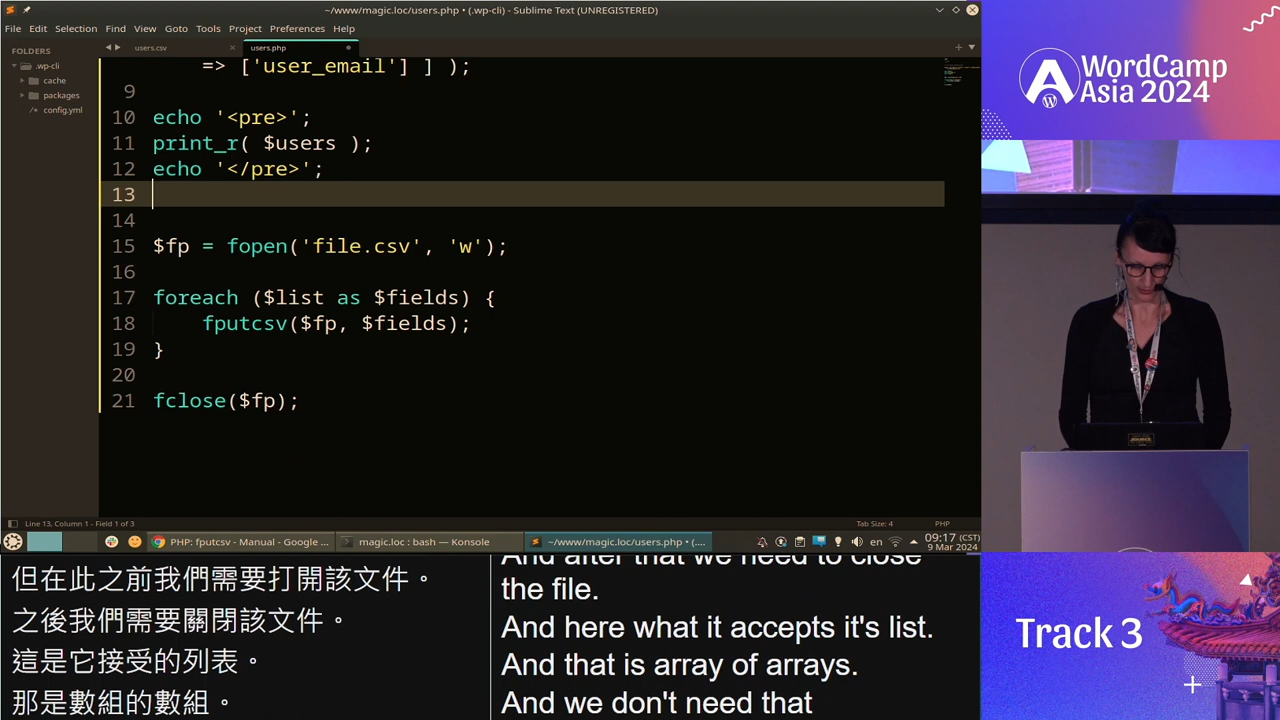 ~/www/magic.loc/users.php • (.wp-cli) - Sublime Text (UNREGISTERED)
File Edit Selection Find View Goto Tools Project Preferences Help
FOLDERS
.wp-cli
cache
packages
config.yml
users.csv
users.php
=> ['user_email'] ] );
9
10 echo '<pre>';
11 print_r( $users );
12 echo '</pre>';
13
14
15 $fp = fopen('file.csv', 'w');
16
17 foreach ($list as $fields) {
18 fputcsv($fp, $fields);
19 }
20
21 fclose($fp);
Line 13, Column 1 - Field 1 of 3
Tab Size: 4
PHP
PHP: fputcsv - Manual - Google ...
magic.loc : bash — Konsole
~/www/magic.loc/users.php • (....
en
09:17 (CST)
9 Mar 2024
WordCamp
Asia 2024
但在此之前我們需要打開該文件。
之後我們需要關閉該文件。
這是它接受的列表。
那是數組的數組。
And after that we need to close
the file.
And here what it accepts it's list.
And that is array of arrays.
And we don't need that
Track 3